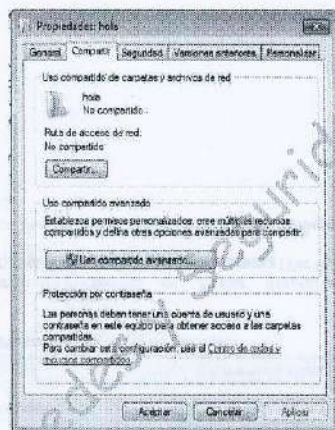 Propiedades: hola
General Compartir Seguridad Versiones anteriores Personalizar
Uso compartido de carpetas y archivos de red
hola
No compartido
Ruta de acceso de red:
No compartido
Compartir...
Uso compartido avanzado
Establezca permisos personalizados, cree múltiples recursos
compartidos y defina otras opciones avanzadas para compartir.
Uso compartido avanzado...
Protección por contraseña
Las personas deben tener una cuenta de usuario y una
contraseña en este equipo para obtener acceso a las carpetas
compartidas.
Para cambiar esta configuración, use el Centro de redes y
recursos compartidos.
Aceptar Cancelar Aplicar